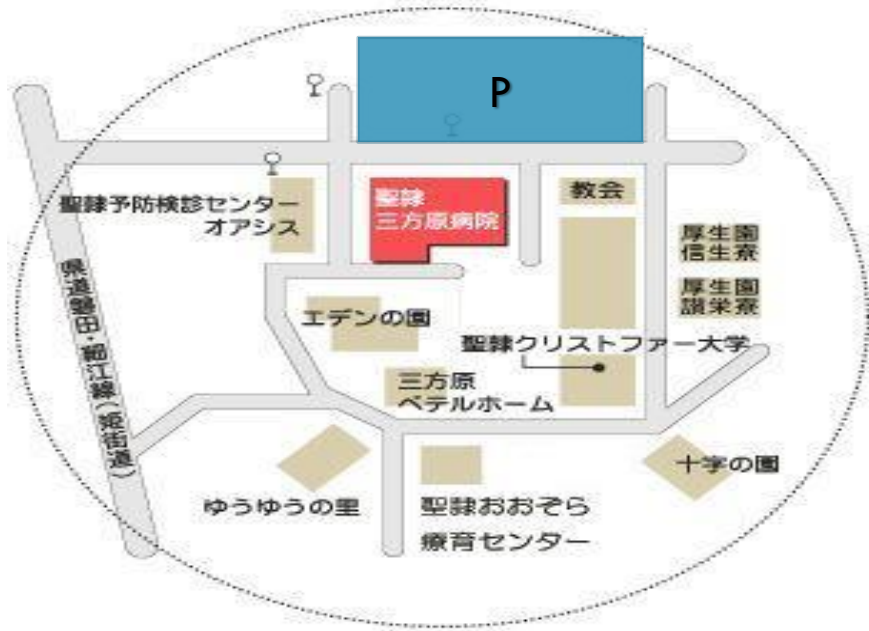 P
聖隷
三方原病院
教会
聖隷予防検診センター
オアシス
厚生園
信生寮
厚生園
讃栄寮
県道磐田・細江線（姫街道）
エデンの園
聖隷クリストファー大学
三方原
ベテルホーム
十字の園
ゆうゆうの里
聖隷おおぞら
療育センター